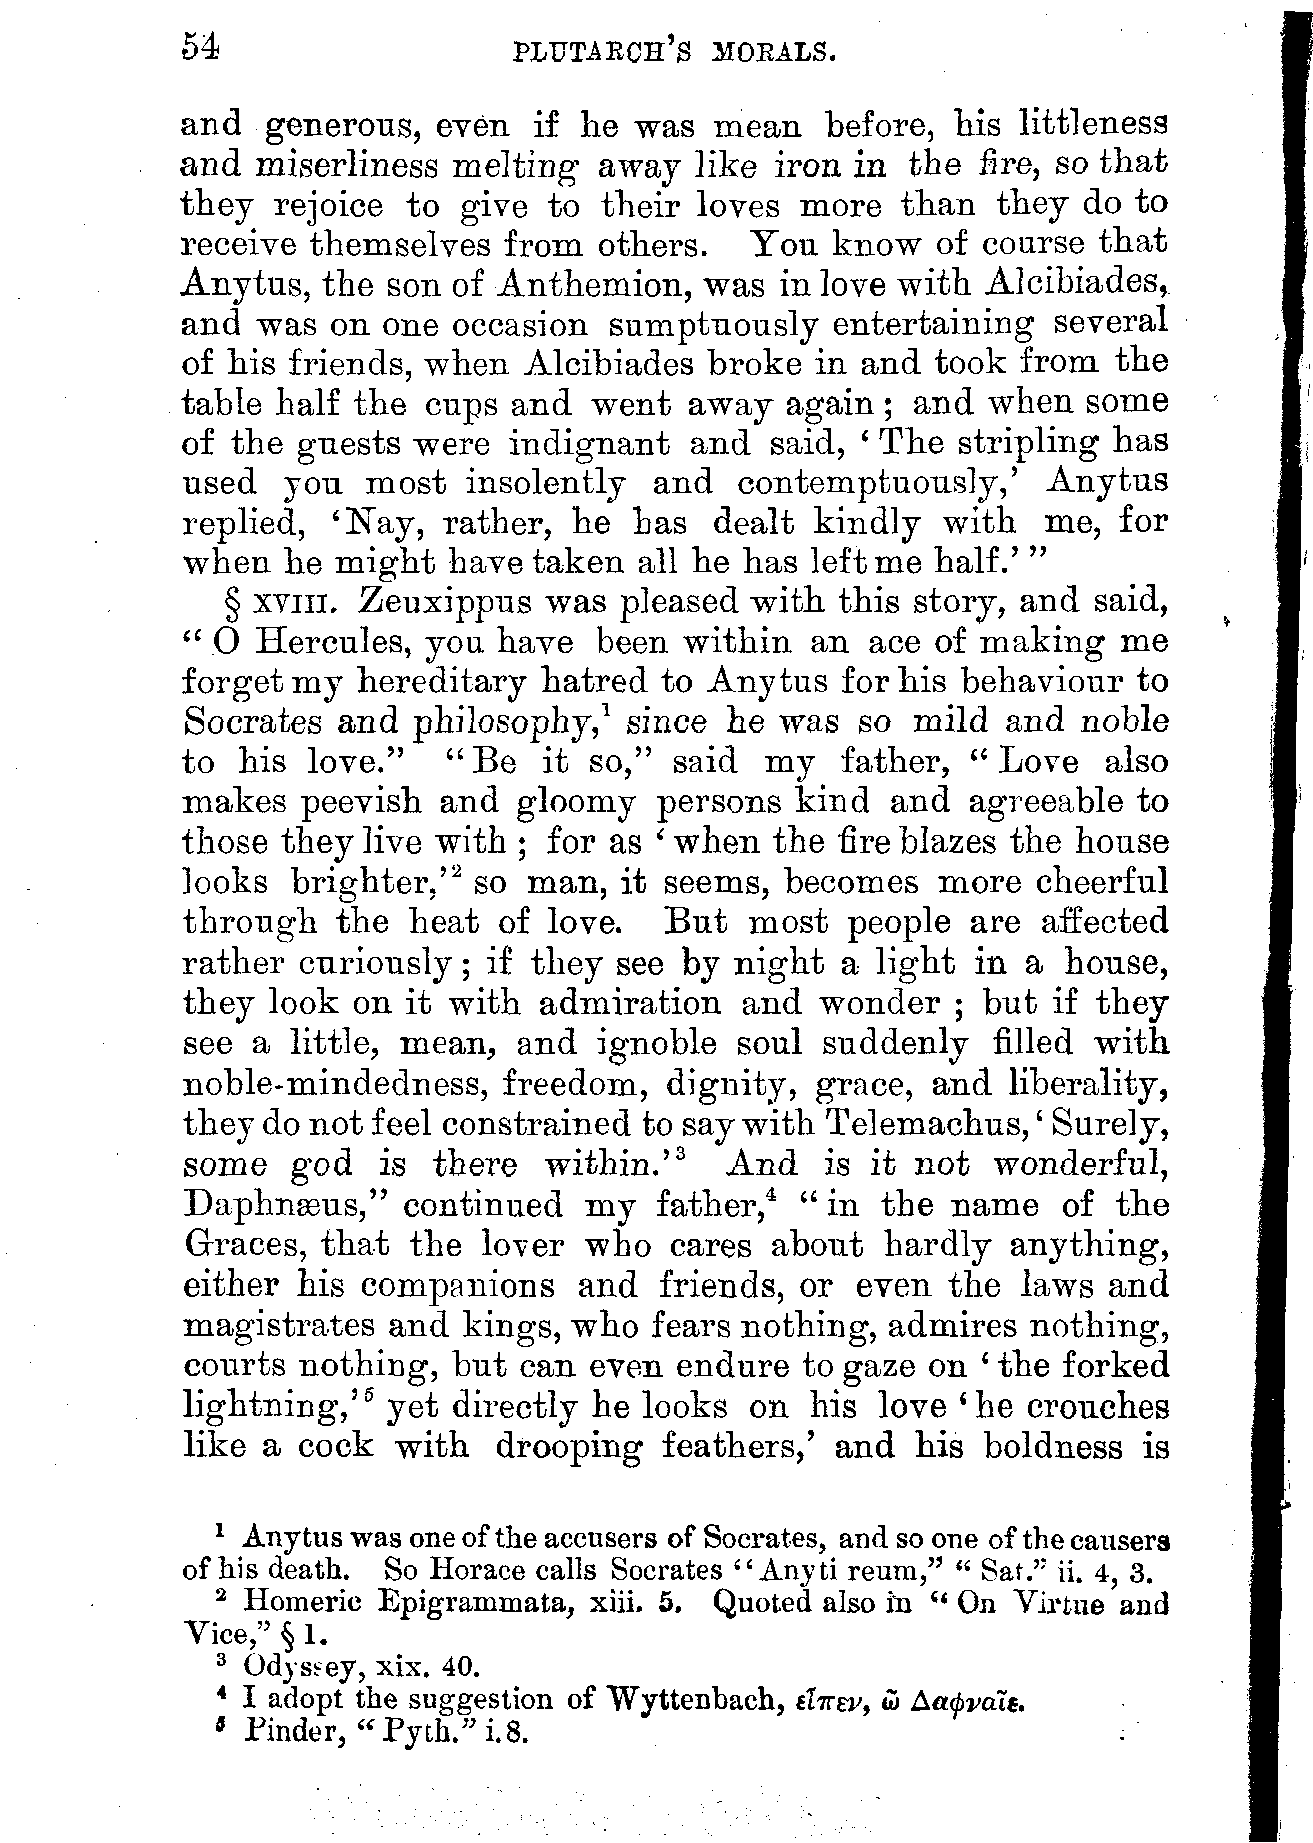 54 PLUTARCH'S MORALS.
and generous, even if he was mean before, his littleness
and miserliness melting away like iron in the fire, so that
they rejoice to give to their loves more than they do to
receive themselves from others. You know of course that
Anytus, the son of Anthemion, was in love with Alcibiades,
and was on one occasion sumptuously entertaining several
of his friends, when Alcibiades broke in and took from the
table half the cups and went away again; and when some
of the guests were indignant and said, ‘The stripling has
used you most insolently and contemptuously,’ Anytus
replied, ‘Nay, rather, he has dealt kindly with me, for
when he might have taken all he has left me half.’”
§ XVIII. Zeuxippus was pleased with this story, and said,
“O Hercules, you have been within an ace of making me
forget my hereditary hatred to Anytus for his behaviour to
Socrates and philosophy,¹ since he was so mild and noble
to his love.” “Be it so,” said my father, “Love also
makes peevish and gloomy persons kind and agreeable to
those they live with; for as ‘when the fire blazes the house
looks brighter,’² so man, it seems, becomes more cheerful
through the heat of love. But most people are affected
rather curiously; if they see by night a light in a house,
they look on it with admiration and wonder; but if they
see a little, mean, and ignoble soul suddenly filled with
noble-mindedness, freedom, dignity, grace, and liberality,
they do not feel constrained to say with Telemachus, ‘Surely,
some god is there within.’³ And is it not wonderful,
Daphnæus,” continued my father,⁴ “in the name of the
Graces, that the lover who cares about hardly anything,
either his companions and friends, or even the laws and
magistrates and kings, who fears nothing, admires nothing,
courts nothing, but can even endure to gaze on ‘the forked
lightning,’⁵ yet directly he looks on his love ‘he crouches
like a cock with drooping feathers,’ and his boldness is
¹ Anytus was one of the accusers of Socrates, and so one of the causers
of his death. So Horace calls Socrates “Anyti reum,” “Sat.” ii. 4, 3.
² Homeric Epigrammata, xiii. 5. Quoted also in “On Virtue and
Vice,” § 1.
³ Odyssey, xix. 40.
⁴ I adopt the suggestion of Wyttenbach, εἶπεν, ὦ Δαφναῖε.
⁵ Pinder, “Pyth.” i. 8.